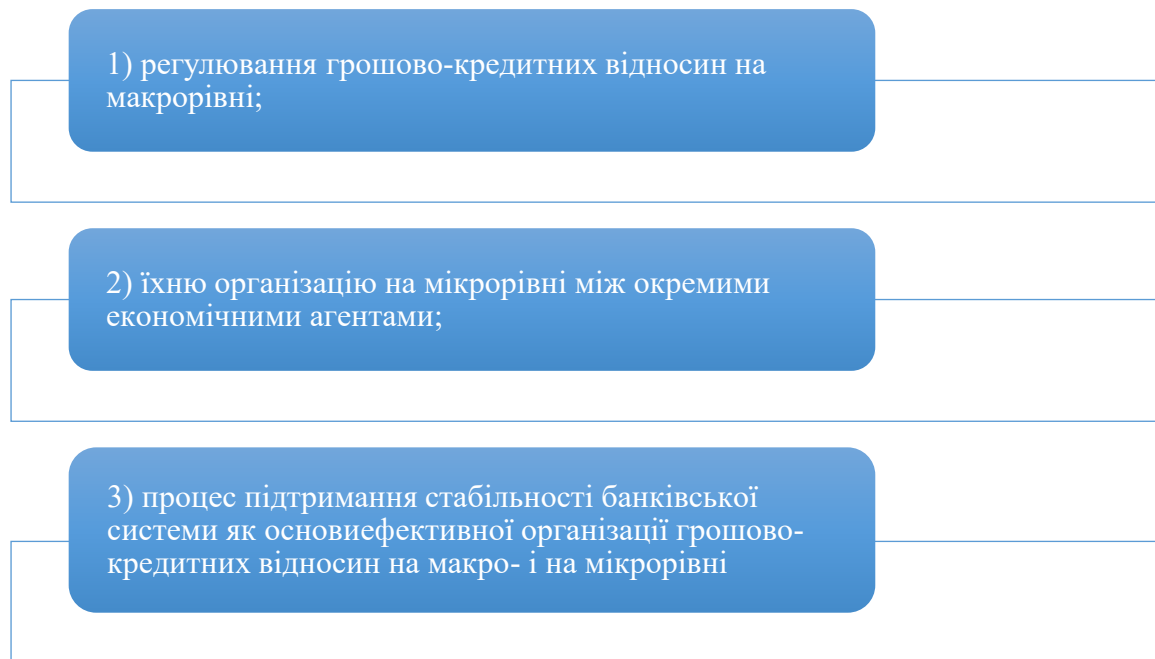 1) регулювання грошово-кредитних відносин на
макрорівні;
2) їхню організацію на мікрорівні між окремими
економічними агентами;
3) процес підтримання стабільності банківської
системи як основиефективної організації грошово-
кредитних відносин на макро- і на мікрорівні